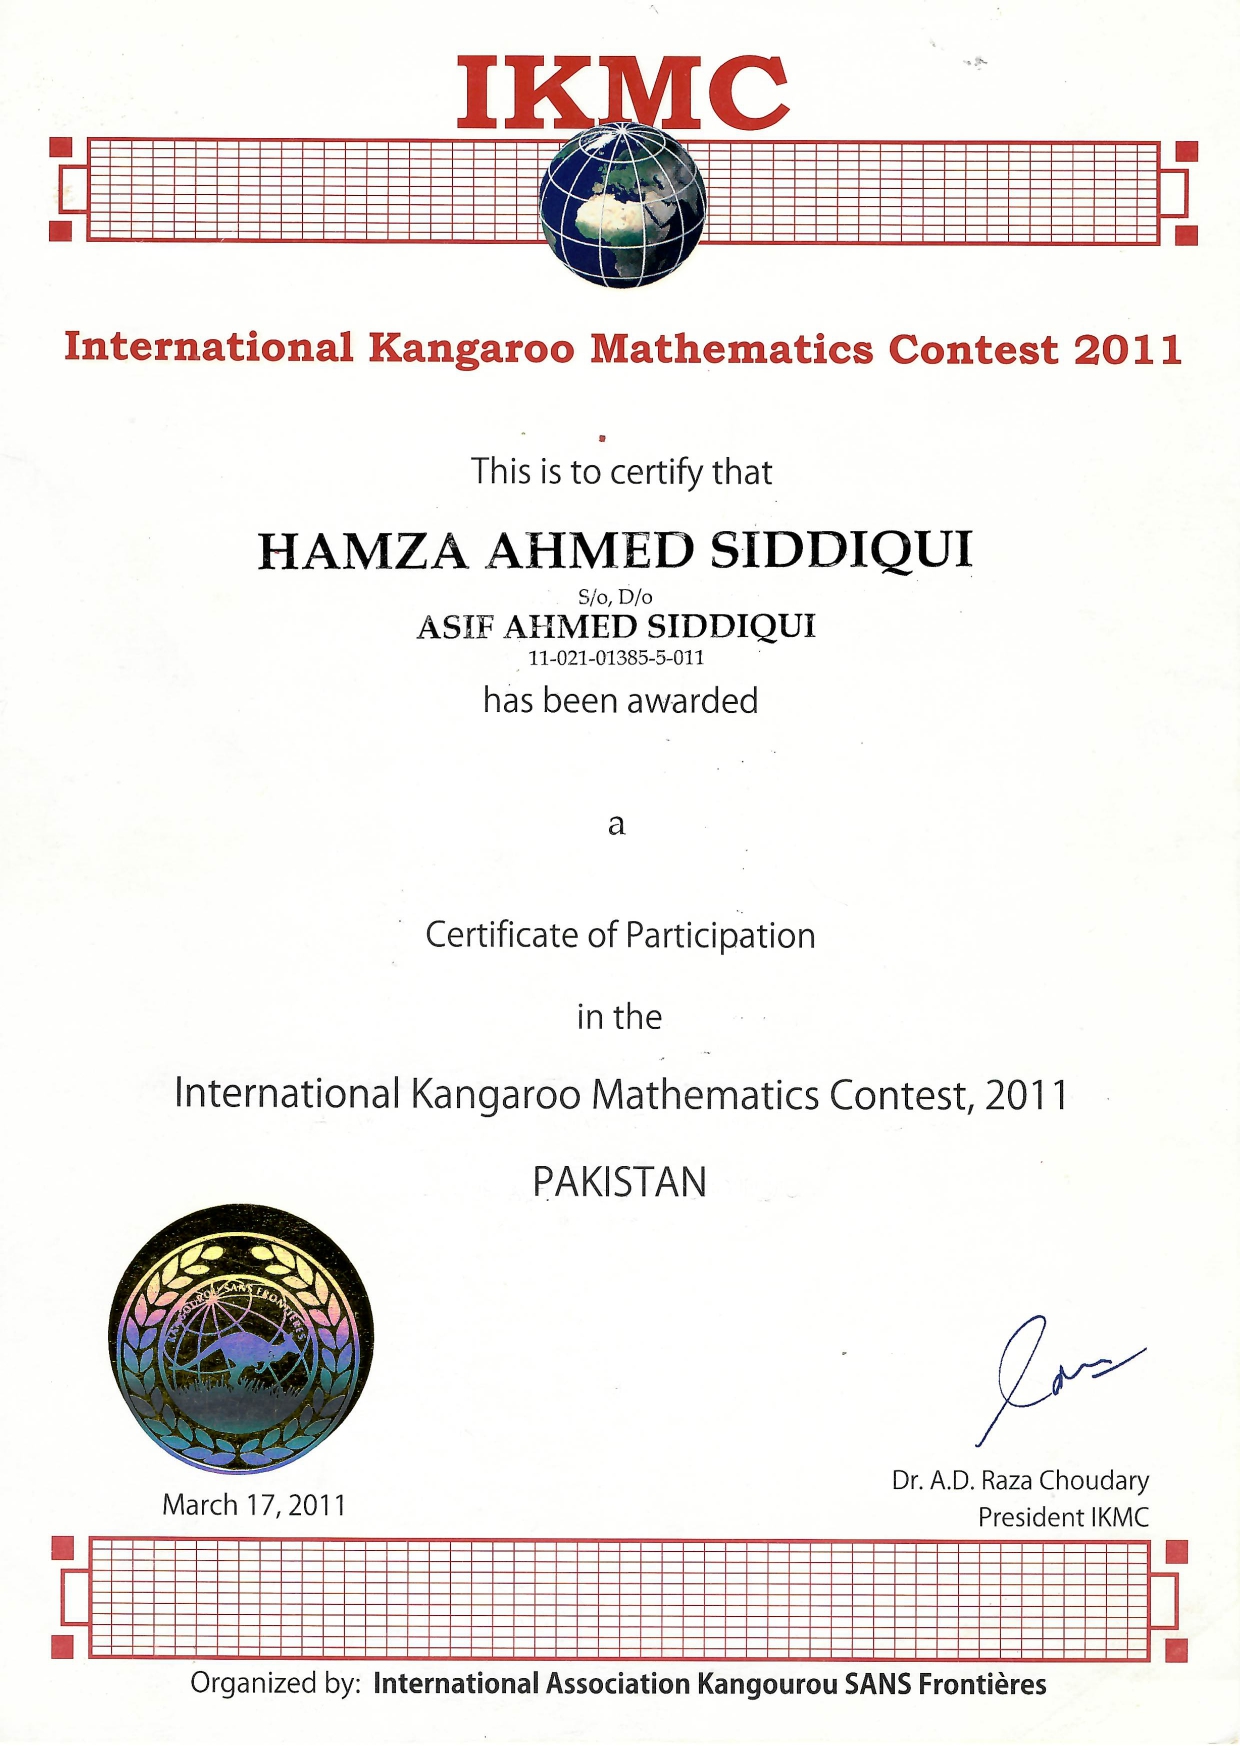 IKMC
International Kangaroo Mathematics Contest 2011
This is to certify that
HAMZA AHMED SIDDIQUI
S/o, D/o
ASIF AHMED SIDDIQUI
11-021-01385-5-011
has been awarded
a
Certificate of Participation
in the
International Kangaroo Mathematics Contest, 2011
PAKISTAN
KANGOUROU SANS FRONTIÈRES
March 17, 2011
Dr. A.D. Raza Choudary
President IKMC
Organized by: International Association Kangourou SANS Frontières